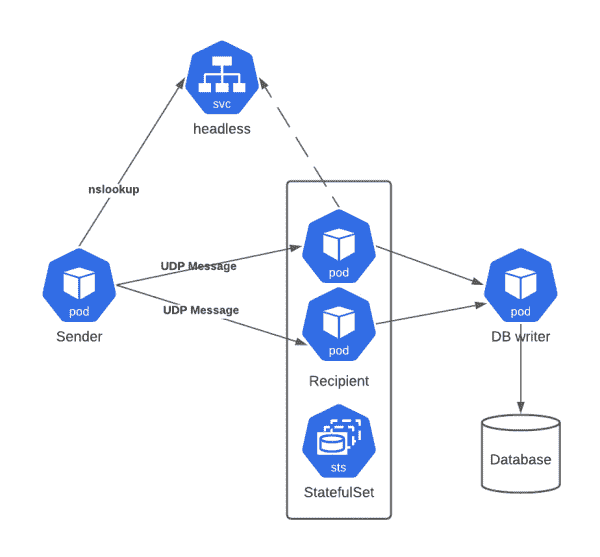 svc
headless
nslookup
UDP Message
pod
pod
Sender
UDP Message
pod
pod
DB writer
Recipient
Database
sts
StatefulSet